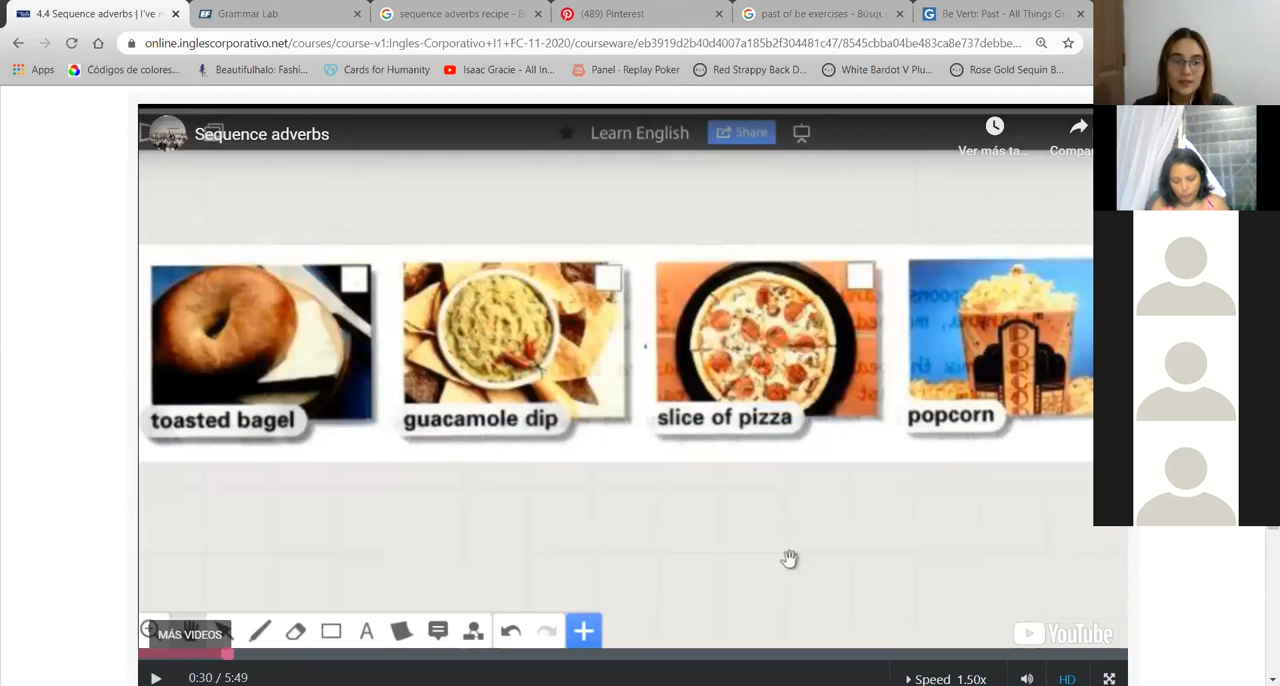 4.4 Sequence adverbs | I've n
EF Grammar Lab
sequence adverbs recipe - B
(489) Pinterest
past of be exercises - Búsqu
Be Verb: Past - All Things Gr
online.inglescorporativo.net/courses/course-v1:Ingles-Corporativo+I1+FC-11-2020/courseware/eb3919d2b40d4007a185b2f304481c47/8545cbba04be483ca8e737debbe...
Apps
Códigos de colores...
Beautifulhalo: Fashi...
Cards for Humanity
Isaac Gracie - All In...
Panel · Replay Poker
Red Strappy Back D...
White Bardot V Plu...
Rose Gold Sequin B...
Sequence adverbs
Learn English
Share
Ver más ta...
Compar
toasted bagel
guacamole dip
slice of pizza
popcorn
A
MÁS VIDEOS
YouTube
0:30 / 5:49
Speed 1.50x
HD